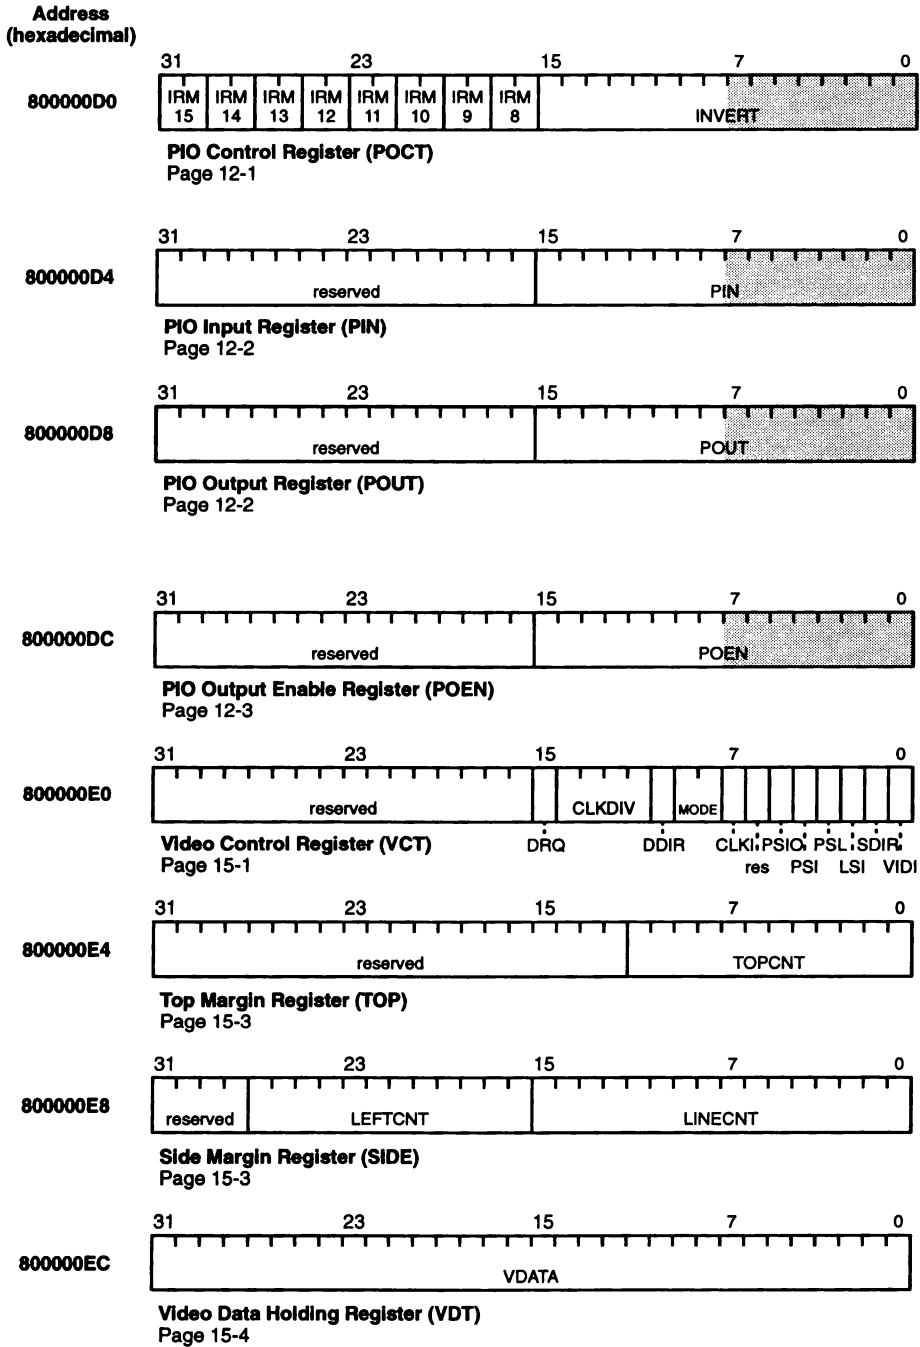 Address
(hexadecimal)
31 23 15 7 0
800000D0
IRM 15 IRM 14 IRM 13 IRM 12 IRM 11 IRM 10 IRM 9 IRM 8 INVERT
PIO Control Register (POCT)
Page 12-1
31 23 15 7 0
800000D4
reserved PIN
PIO Input Register (PIN)
Page 12-2
31 23 15 7 0
800000D8
reserved POUT
PIO Output Register (POUT)
Page 12-2
31 23 15 7 0
800000DC
reserved POEN
PIO Output Enable Register (POEN)
Page 12-3
31 23 15 7 0
800000E0
reserved CLKDIV MODE
Video Control Register (VCT)
DRQ DDIR CLKI PSIO PSL SDIR
Page 15-1
res PSI LSI VIDI
31 23 15 7 0
800000E4
reserved TOPCNT
Top Margin Register (TOP)
Page 15-3
31 23 15 7 0
800000E8
reserved LEFTCNT LINECNT
Side Margin Register (SIDE)
Page 15-3
31 23 15 7 0
800000EC
VDATA
Video Data Holding Register (VDT)
Page 15-4